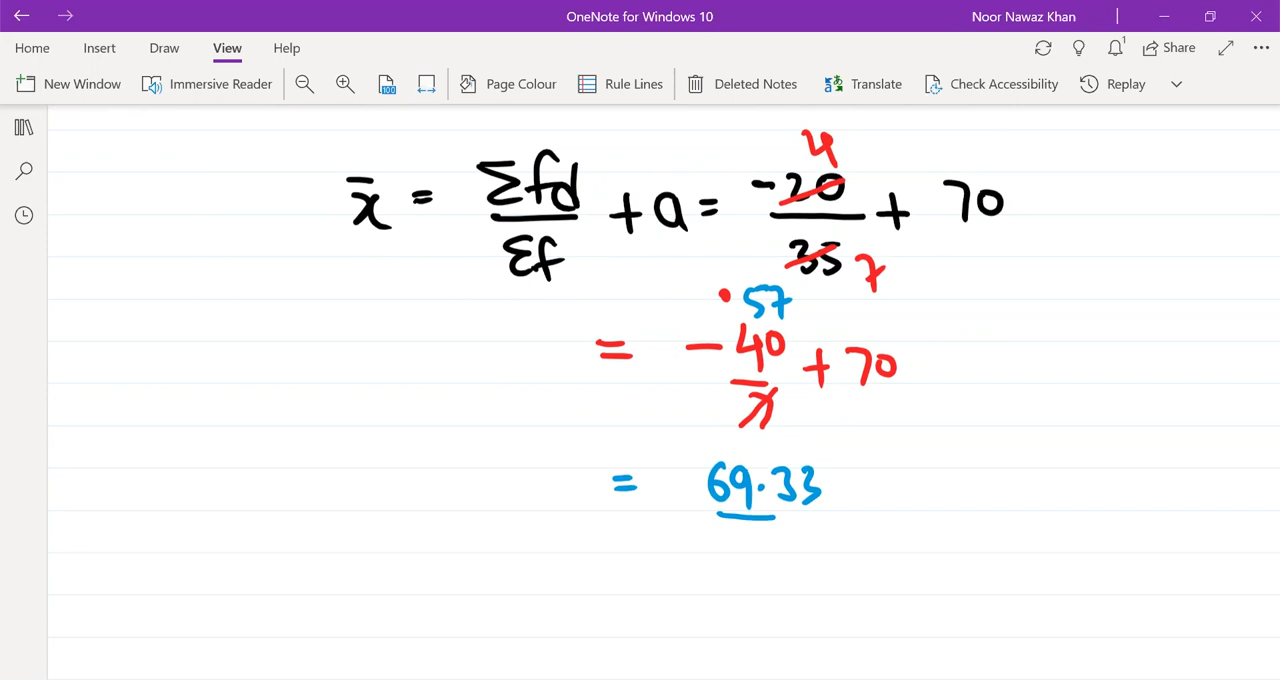 OneNote for Windows 10 Noor Nawaz Khan
Home Insert Draw View Help 1 Share
New Window Immersive Reader 100 Page Colour Rule Lines Deleted Notes Translate Check Accessibility Replay
4
x̄ = Σfd/Σf + a = -20/35 + 70
7
.57
= -40/7 + 70
= 69.33